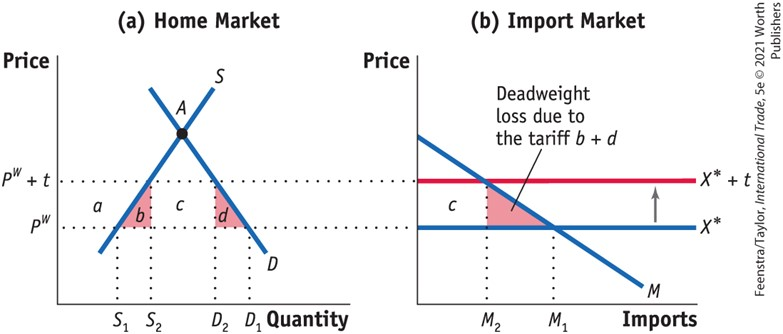 (a) Home Market
Price
S
A
P^W + t
a
b
c
d
P^W
D
S₁
S₂
D₂
D₁
Quantity
(b) Import Market
Price
Deadweight
loss due to
the tariff b + d
X* + t
c
X*
M
M₂
M₁
Imports
Feenstra/Taylor, International Trade, 5e © 2021 Worth
Publishers